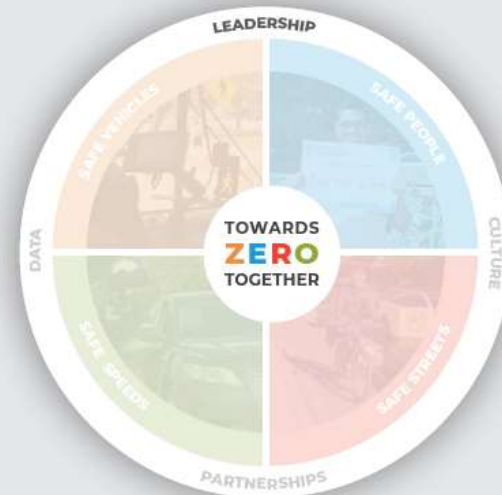 LEADERSHIP
SAFE VEHICLES
SAFE PEOPLE
DATA
TOWARDS
ZERO
TOGETHER
CULTURE
SAFE SPEEDS
SAFE STREETS
PARTNERSHIPS